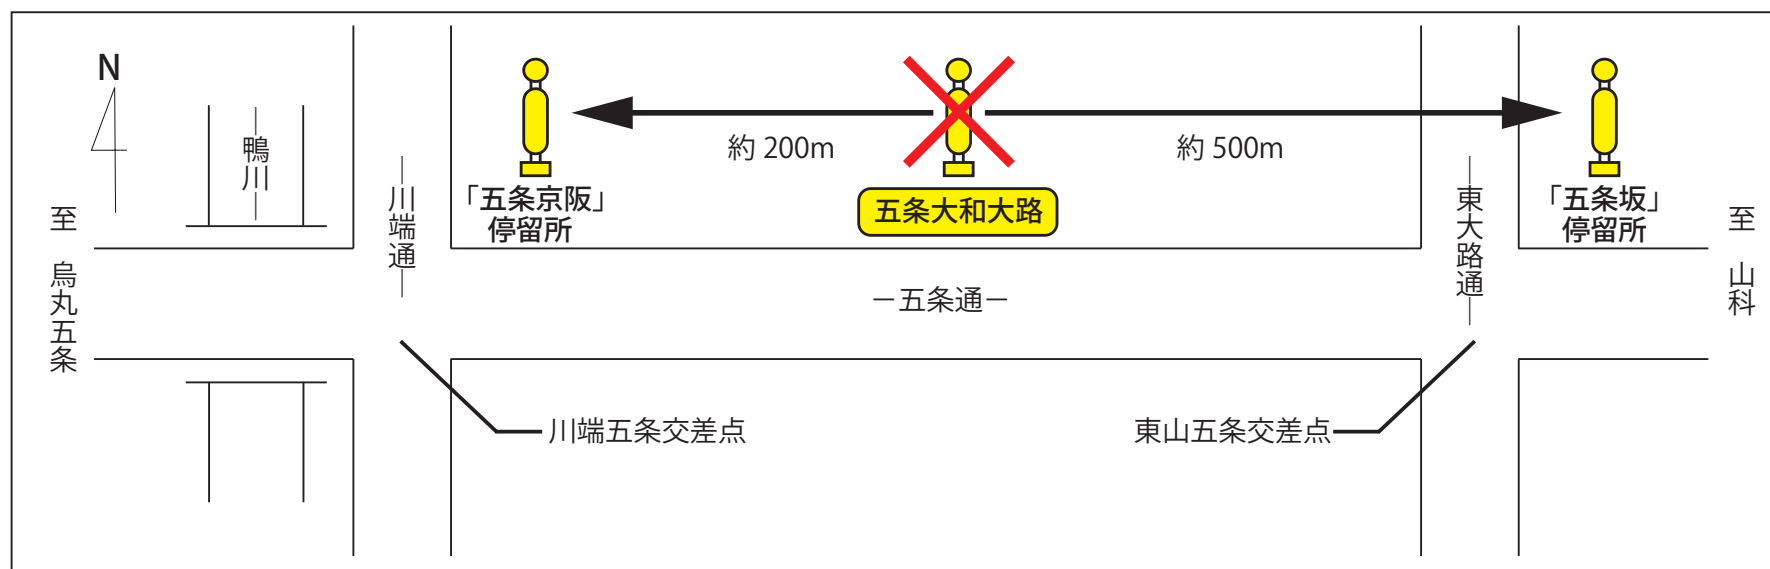 N
鴨川
至 烏丸五条
川端通
「五条京阪」
停留所
約 200m
五条大和大路
約 500m
東大路通
「五条坂」
停留所
至 山科
－五条通－
川端五条交差点
東山五条交差点